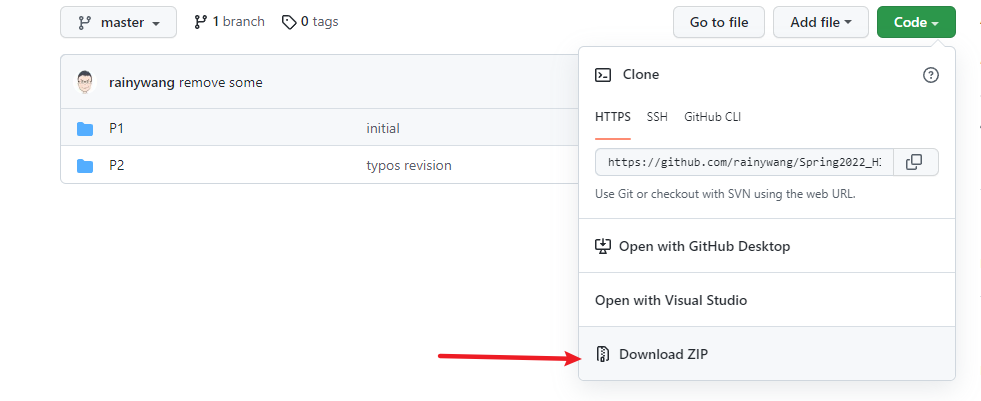 master
1 branch
0 tags
Go to file
Add file
Code
rainywang remove some
P1 initial
P2 typos revision
Clone
HTTPS SSH GitHub CLI
https://github.com/rainywang/Spring2022_H
Use Git or checkout with SVN using the web URL.
Open with GitHub Desktop
Open with Visual Studio
Download ZIP